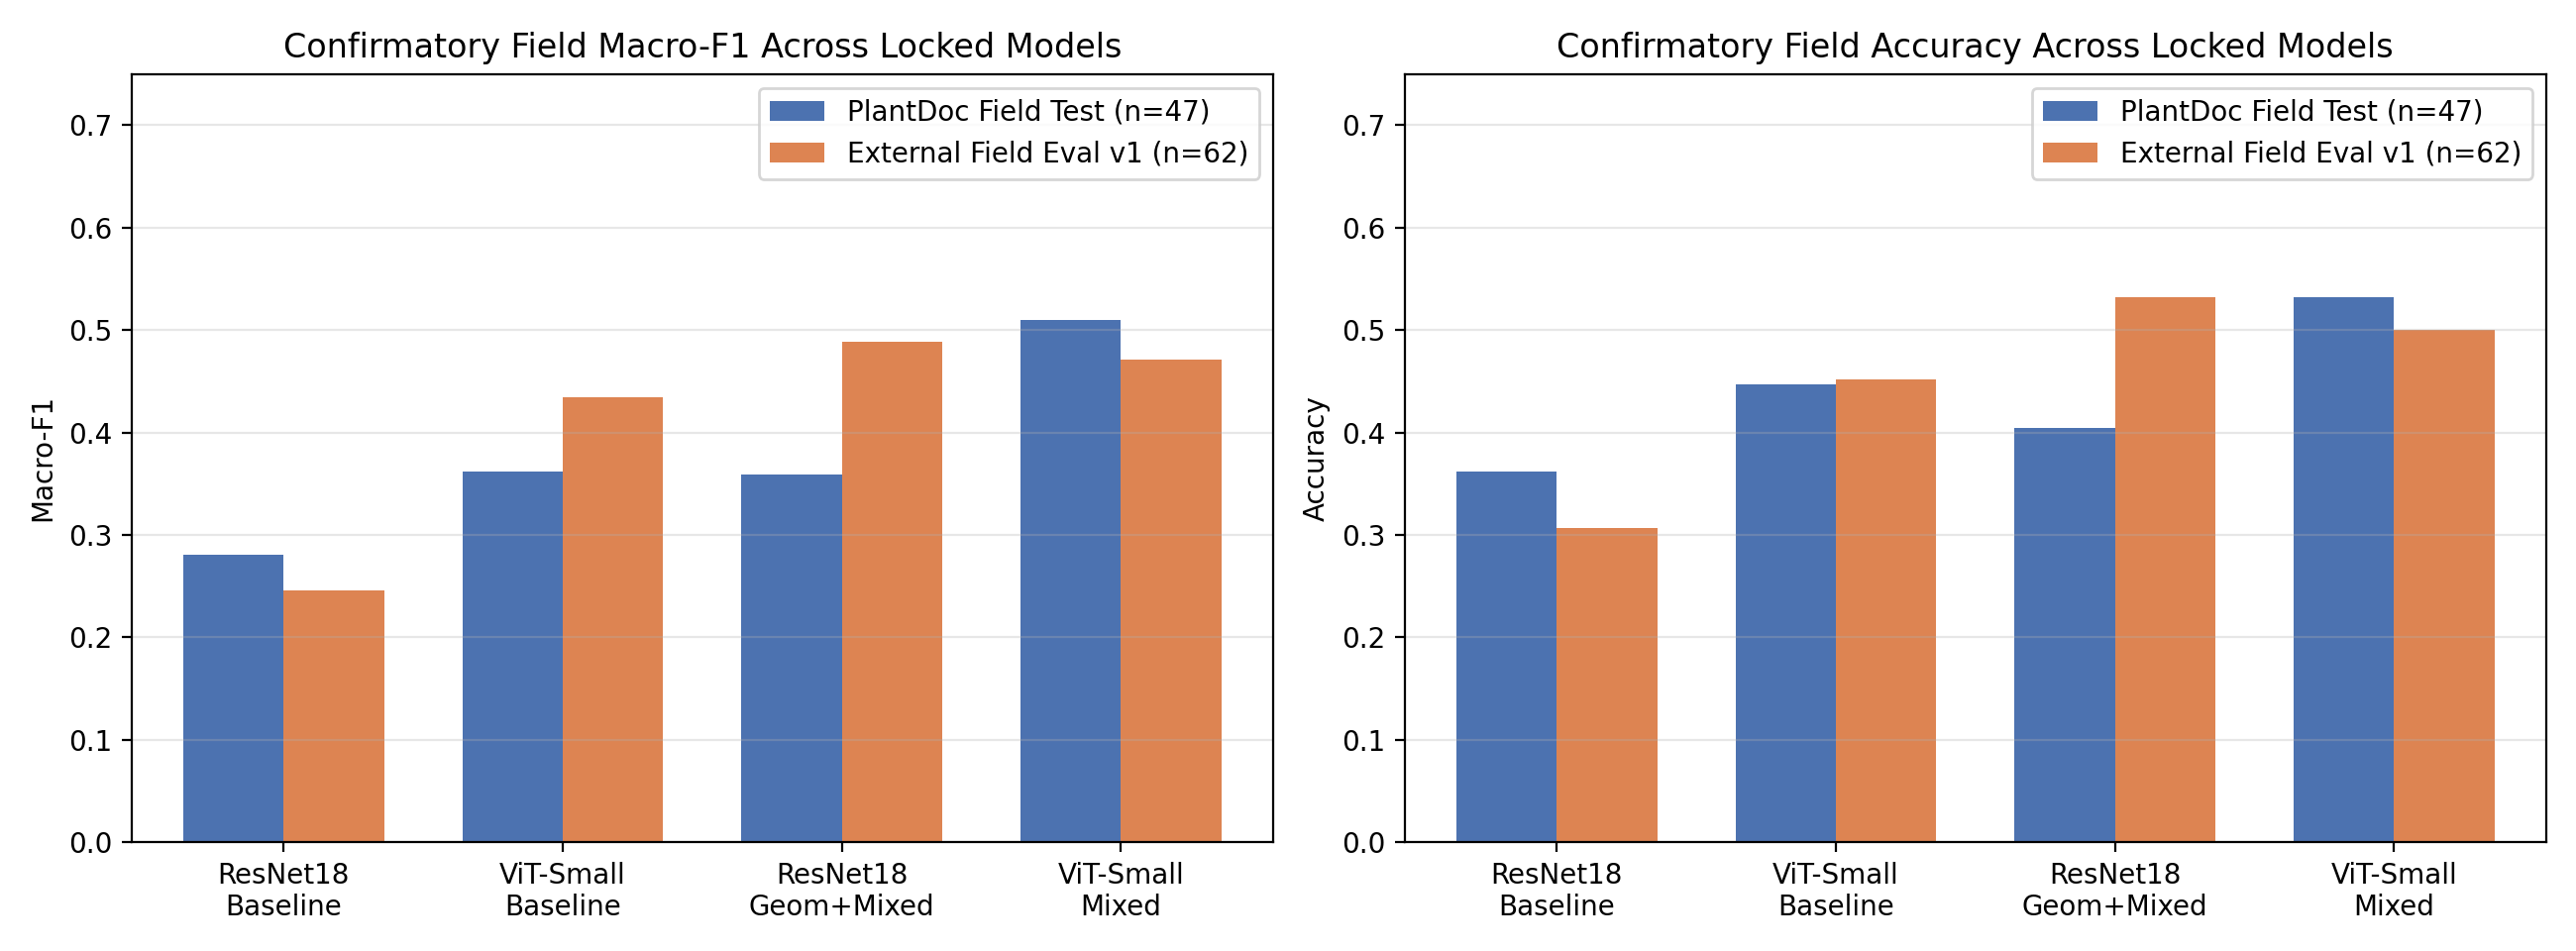 Confirmatory Field Macro-F1 Across Locked Models
PlantDoc Field Test (n=47)
External Field Eval v1 (n=62)
Macro-F1
0.7
0.6
0.5
0.4
0.3
0.2
0.1
0.0
ResNet18
Baseline
ViT-Small
Baseline
ResNet18
Geom+Mixed
ViT-Small
Mixed
Confirmatory Field Accuracy Across Locked Models
PlantDoc Field Test (n=47)
External Field Eval v1 (n=62)
Accuracy
0.7
0.6
0.5
0.4
0.3
0.2
0.1
0.0
ResNet18
Baseline
ViT-Small
Baseline
ResNet18
Geom+Mixed
ViT-Small
Mixed